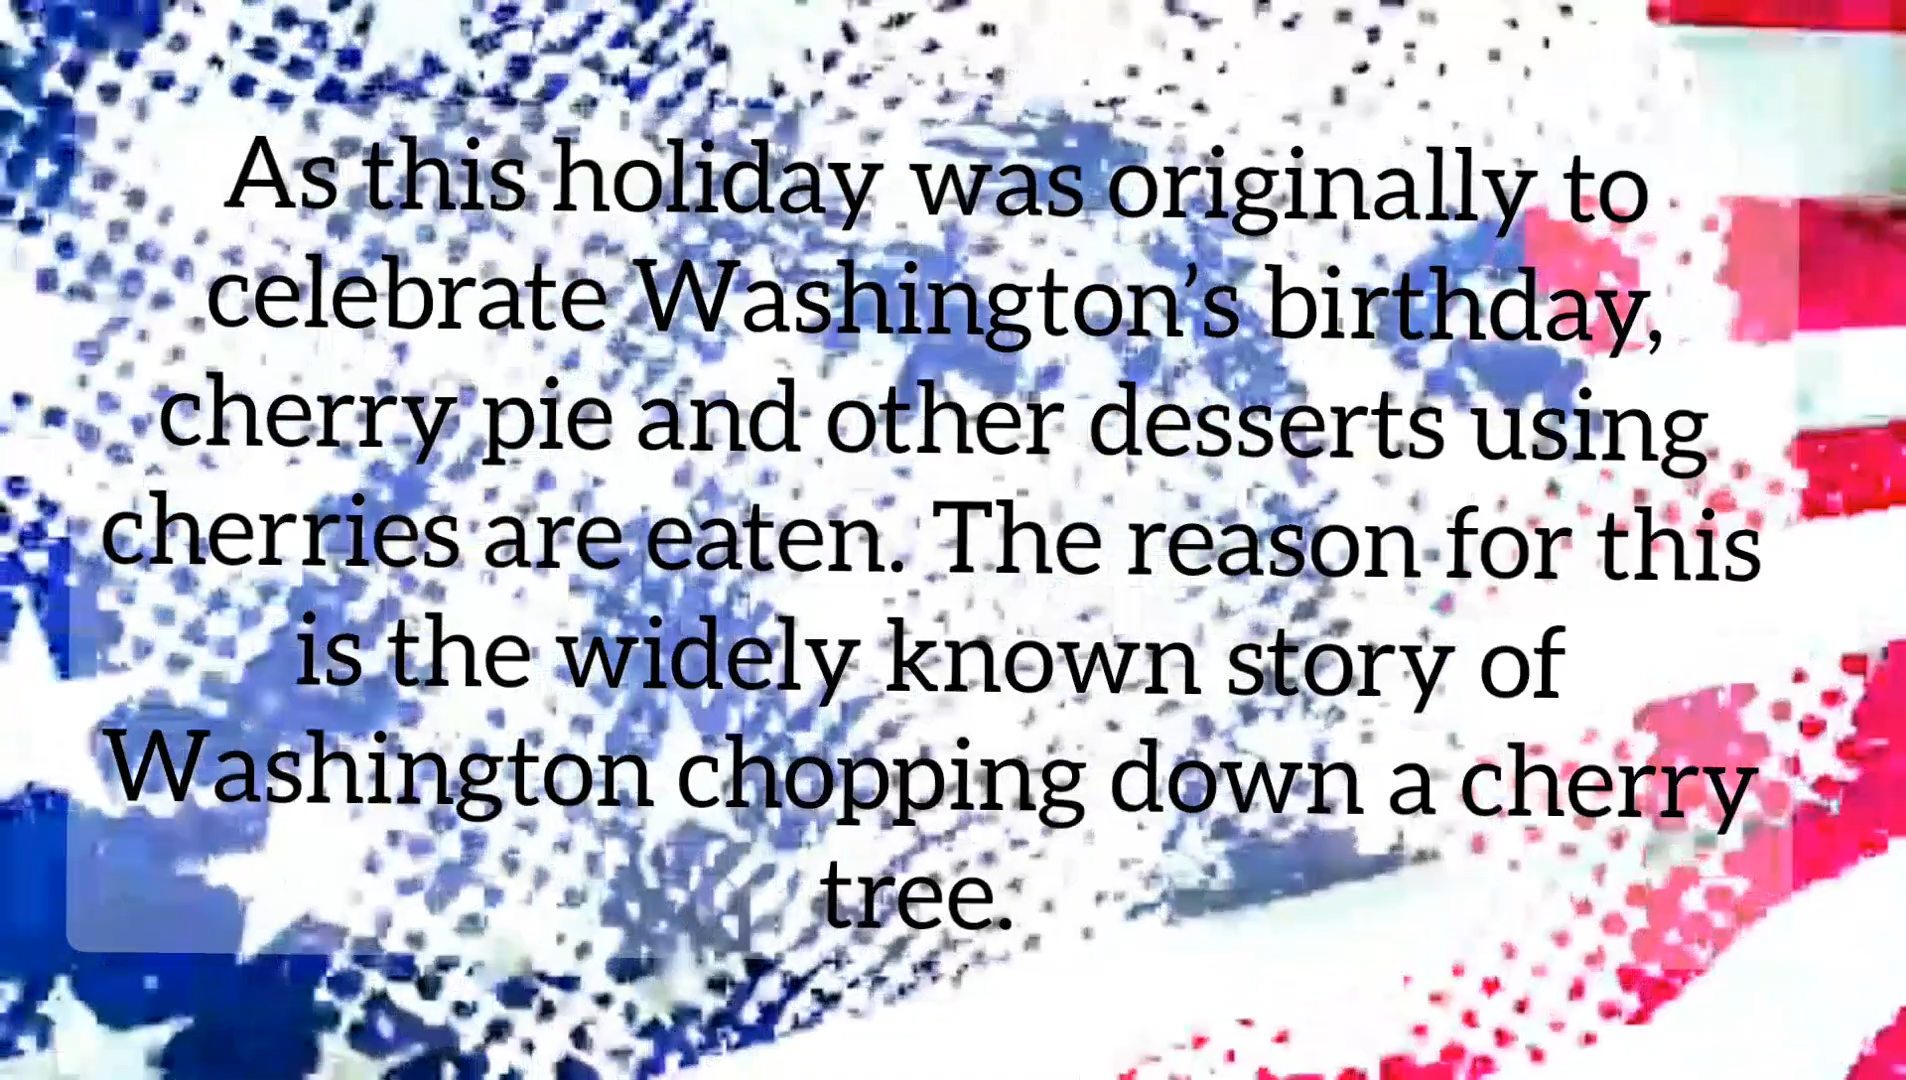 As this holiday was originally to
celebrate Washington’s birthday,
cherry pie and other desserts using
cherries are eaten. The reason for this
is the widely known story of
Washington chopping down a cherry
tree.